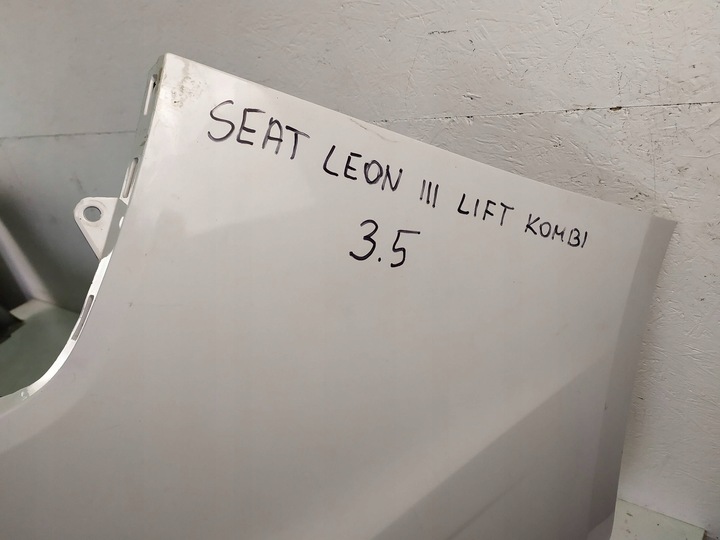 SEAT LEON III LIFT KOMBI
3.5